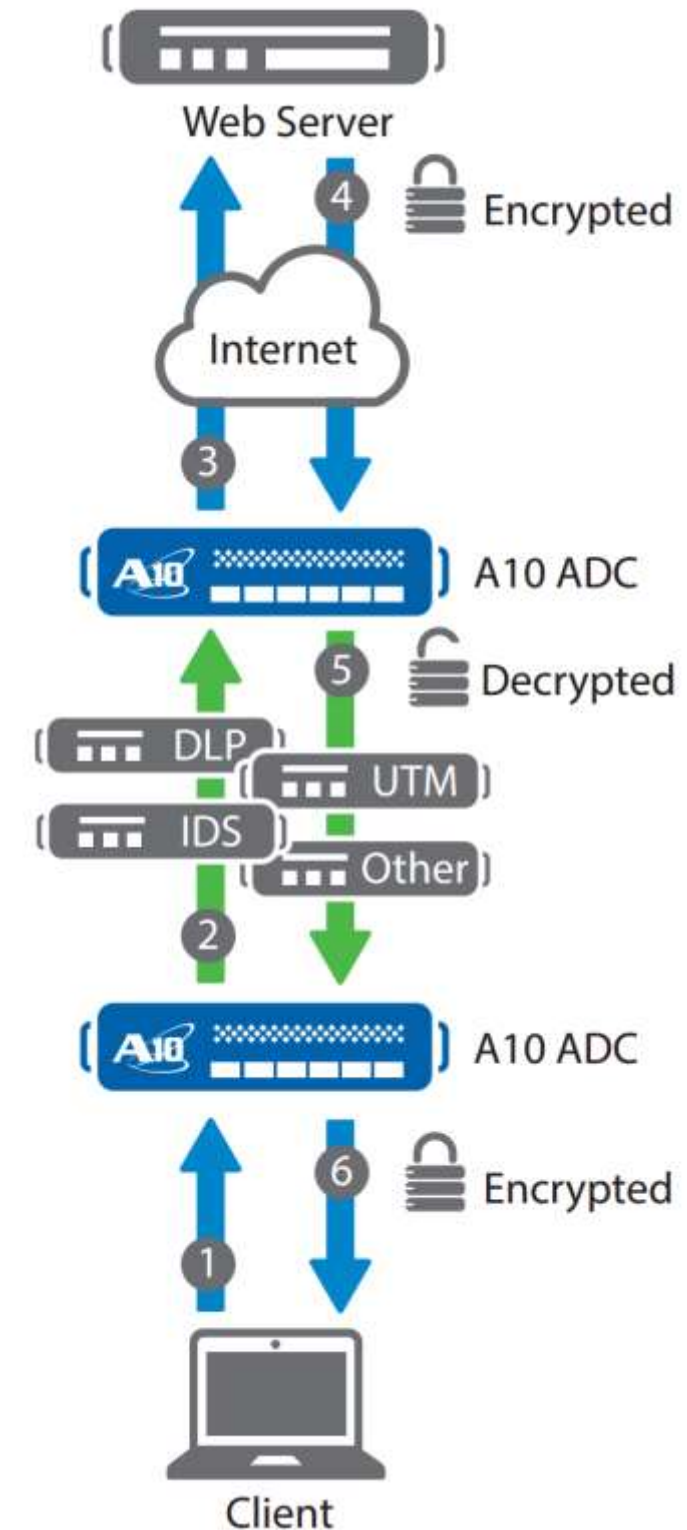 Web Server
4
Encrypted
Internet
3
A10
A10 ADC
5
Decrypted
DLP
UTM
IDS
Other
2
A10
A10 ADC
6
Encrypted
1
Client